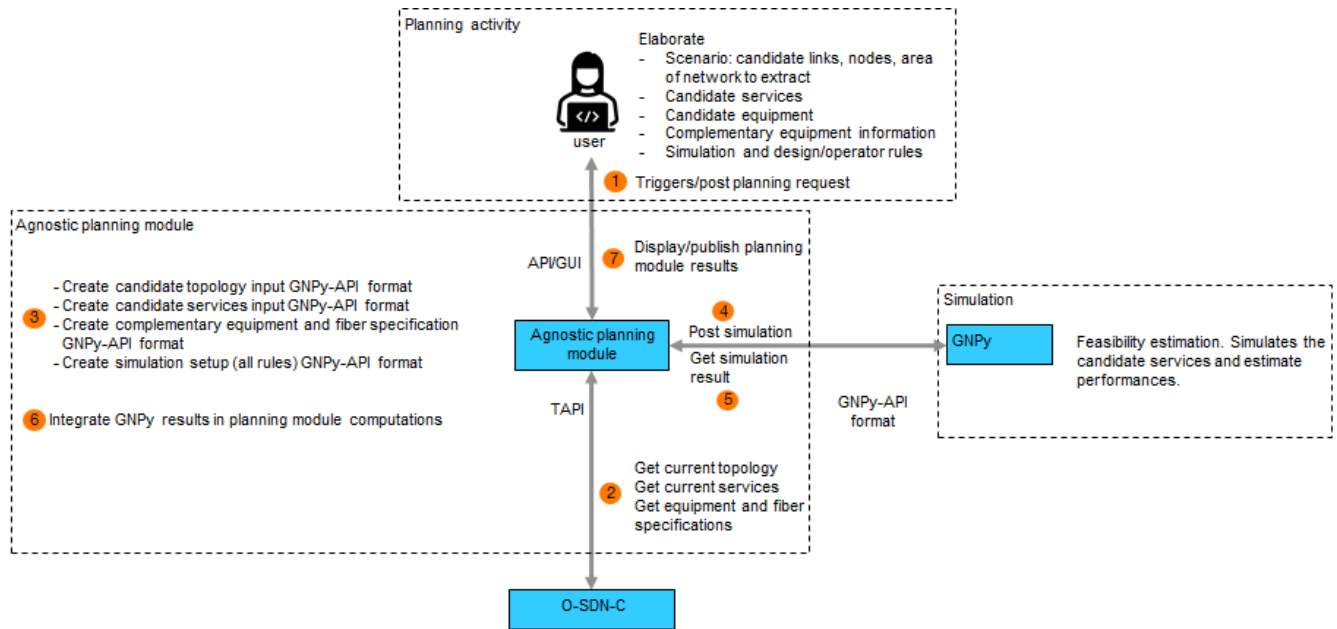 Planning activity
Elaborate
- Scenario: candidate links, nodes, area
of network to extract
- Candidate services
- Candidate equipment
- Complementary equipment information
- Simulation and design/operator rules
</>
user
1 Triggers/post planning request
Agnostic planning module
API/GUI
7 Display/publish planning
module results
3
- Create candidate topology input GNPy-API format
- Create candidate services input GNPy-API format
- Create complementary equipment and fiber specification
GNPy-API format
- Create simulation setup (all rules) GNPy-API format
6 Integrate GNPy results in planning module computations
Agnostic planning
module
4
Post simulation
Get simulation
result
5
GNPy-API
format
Simulation
GNPy
Feasibility estimation. Simulates the
candidate services and estimate
performances.
TAPI
2
Get current topology
Get current services
Get equipment and fiber
specifications
O-SDN-C